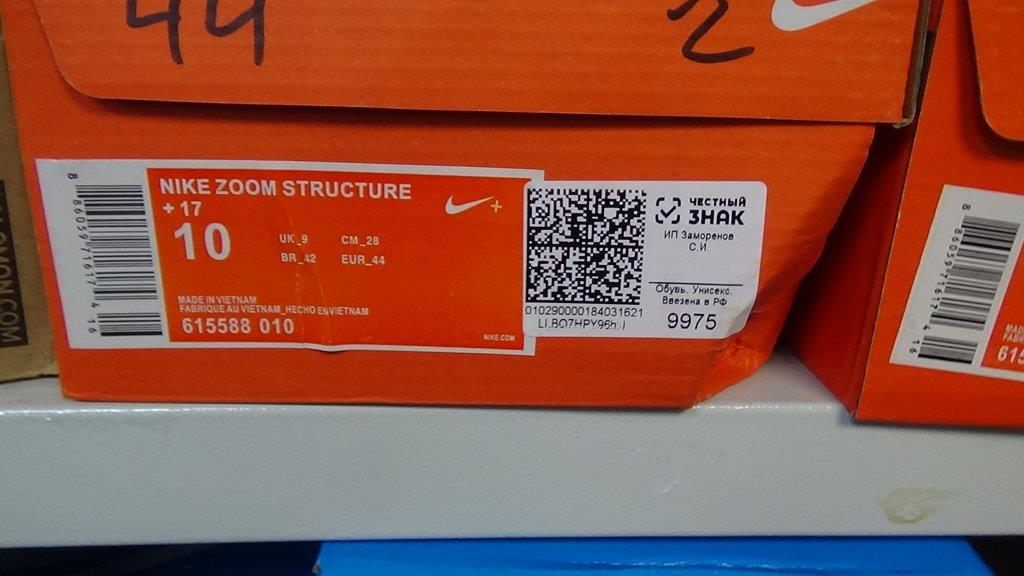 44 2
NIKE ZOOM STRUCTURE
+ 17
10
UK_9 CM_28
BR_42 EUR_44
MADE IN VIETNAM
FABRIQUE AU VIETNAM_HECHO EN VIETNAM
615588 010
NIKE.COM
ЧЕСТНЫЙ
ЗНАК
ИП Заморенов
С.И.
Обувь. Унисекс.
Ввезена в РФ
9975
010290000184031621